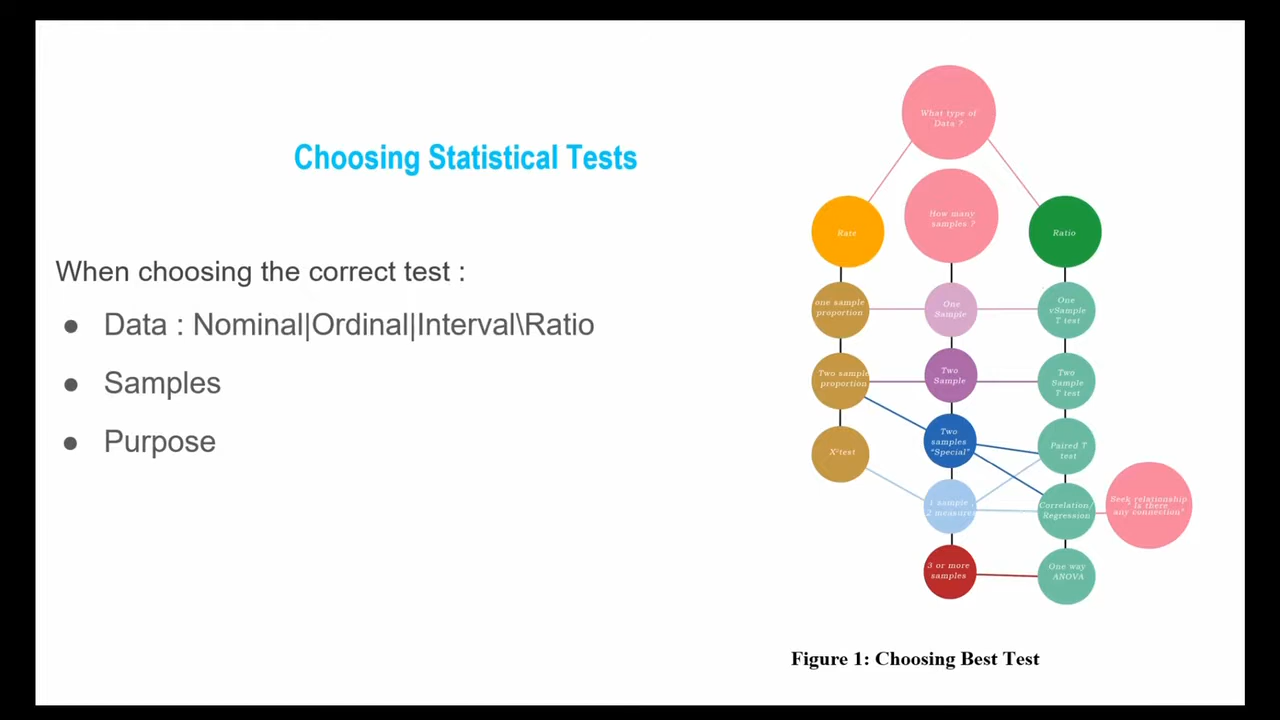 Choosing Statistical Tests
When choosing the correct test :
● Data : Nominal|Ordinal|Interval\Ratio
● Samples
● Purpose
What type of
Data ?
How many
samples ?
Rate
Ratio
one sample
proportion
One
Sample
One
vSample
T test
Two sample
proportion
Two
Sample
Two
Sample
T test
Two
samples
"Special"
X²test
Paired T
test
1 sample ,
2 measures
Correlation/
Regression
Seek relationship
" Is there
any connection"
3 or more
samples
One way
ANOVA
Figure 1: Choosing Best Test